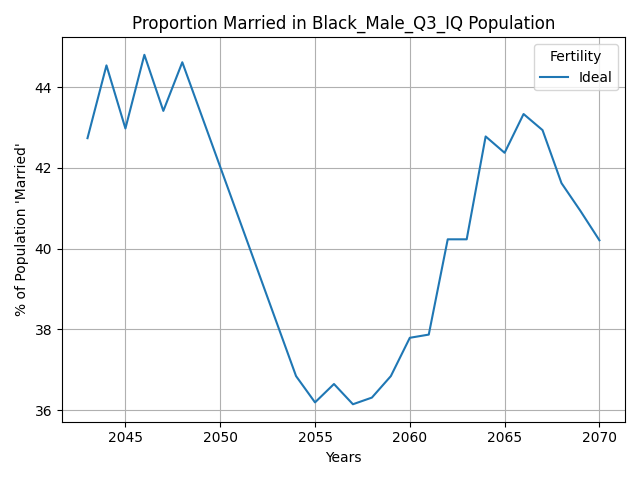 Proportion Married in Black_Male_Q3_IQ Population
Fertility
Ideal
% of Population 'Married'
44
42
40
38
36
2045 2050 2055 2060 2065 2070
Years